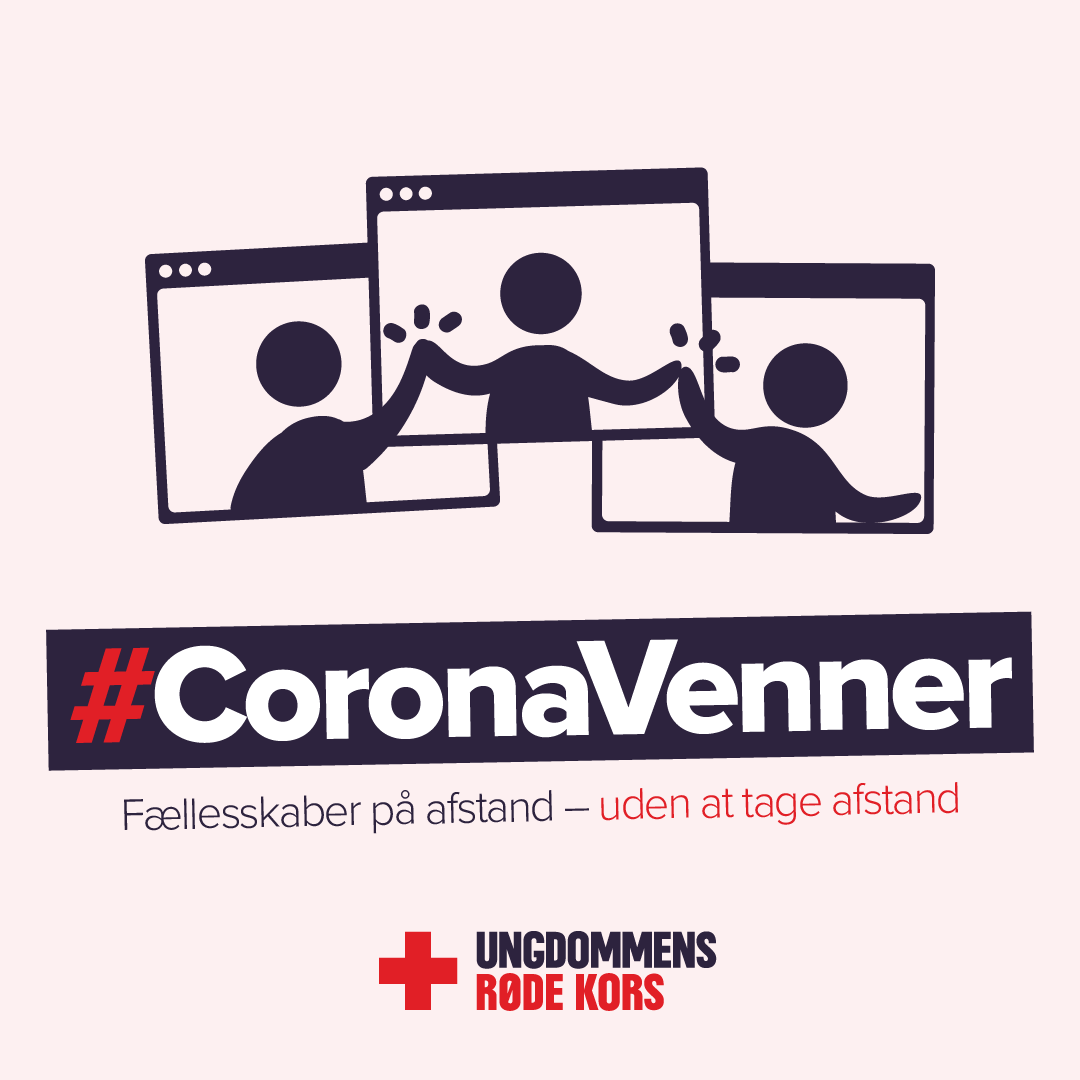 #CoronaVenner
Fællesskaber på afstand – uden at tage afstand
UNGDOMMENS
RØDE KORS